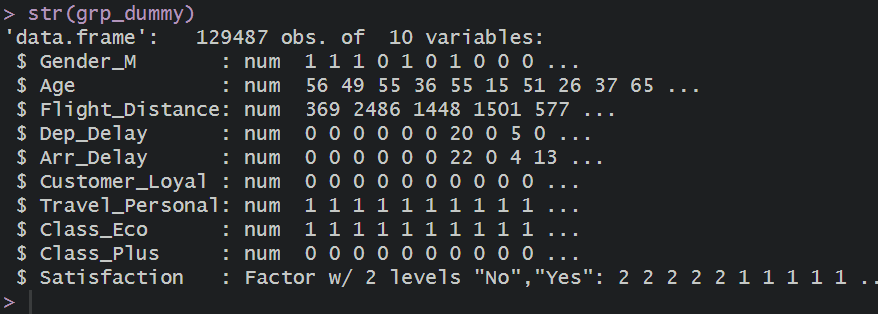 > str(grp_dummy)
'data.frame':   129487 obs. of  10 variables:
 $ Gender_M       : num  1 1 1 0 1 0 1 0 0 0 ...
 $ Age            : num  56 49 55 36 55 15 51 26 37 65 ...
 $ Flight_Distance: num  369 2486 1448 1501 577 ...
 $ Dep_Delay      : num  0 0 0 0 0 0 20 0 5 0 ...
 $ Arr_Delay      : num  0 0 0 0 0 0 22 0 4 13 ...
 $ Customer_Loyal : num  0 0 0 0 0 0 0 0 0 0 ...
 $ Travel_Personal: num  1 1 1 1 1 1 1 1 1 1 ...
 $ Class_Eco      : num  1 1 1 1 1 1 1 1 1 1 ...
 $ Class_Plus     : num  0 0 0 0 0 0 0 0 0 0 ...
 $ Satisfaction   : Factor w/ 2 levels "No","Yes": 2 2 2 2 2 1 1 1 1 1 ..
>